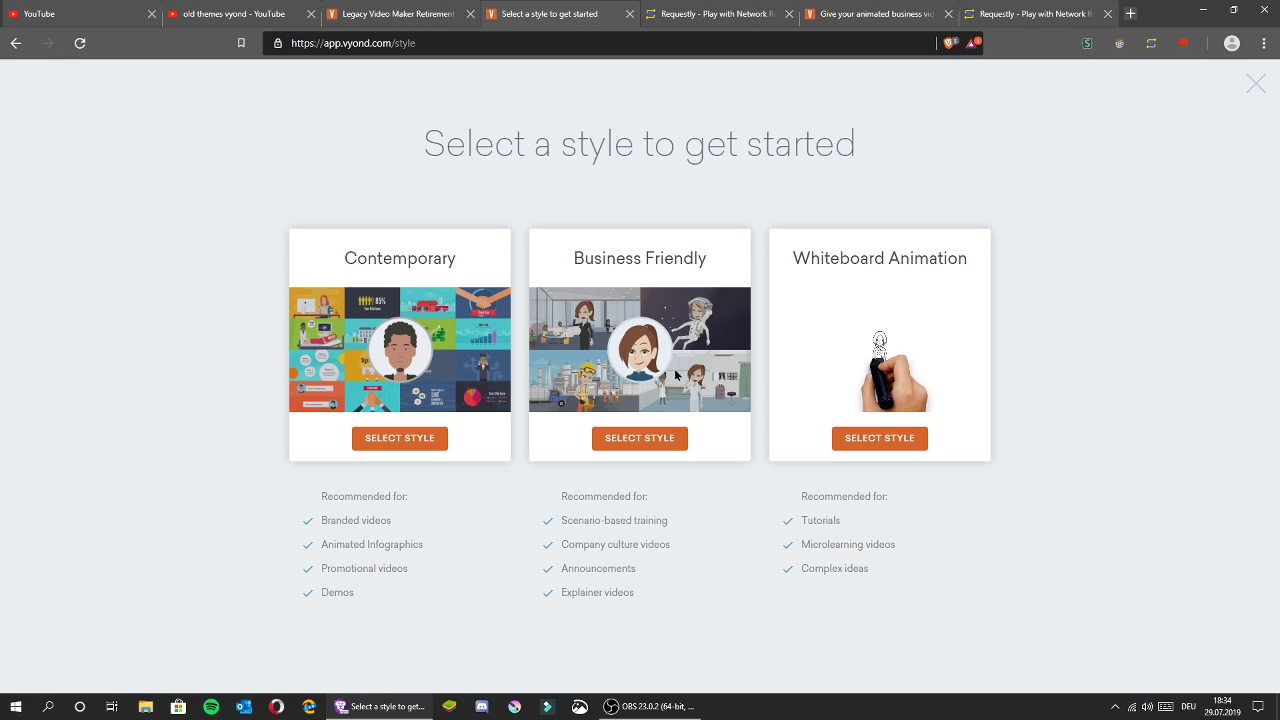 YouTube
old themes vyond - YouTube
Legacy Video Maker Retirement
Select a style to get started
Requestly - Play with Network R
Give your animated business vid
Requestly - Play with Network R
https://app.vyond.com/style
Select a style to get started
Contemporary
Business Friendly
Whiteboard Animation
85%
SELECT STYLE
SELECT STYLE
SELECT STYLE
Recommended for:
Branded videos
Animated Infographics
Promotional videos
Demos
Recommended for:
Scenario-based training
Company culture videos
Announcements
Explainer videos
Recommended for:
Tutorials
Microlearning videos
Complex ideas
Select a style to get...
OBS 23.0.2 (64-bit, ...
DEU
18:34
29.07.2019